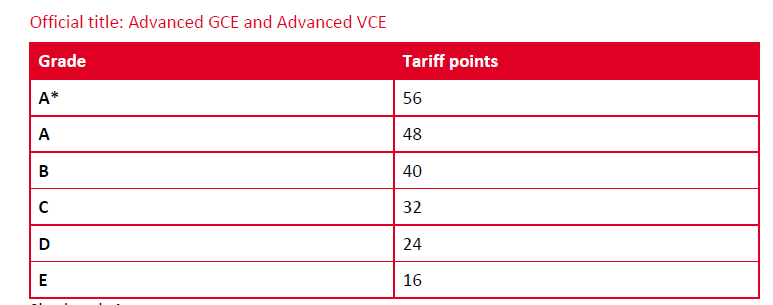 Official title: Advanced GCE and Advanced VCE
Grade Tariff points
A* 56
A 48
B 40
C 32
D 24
E 16